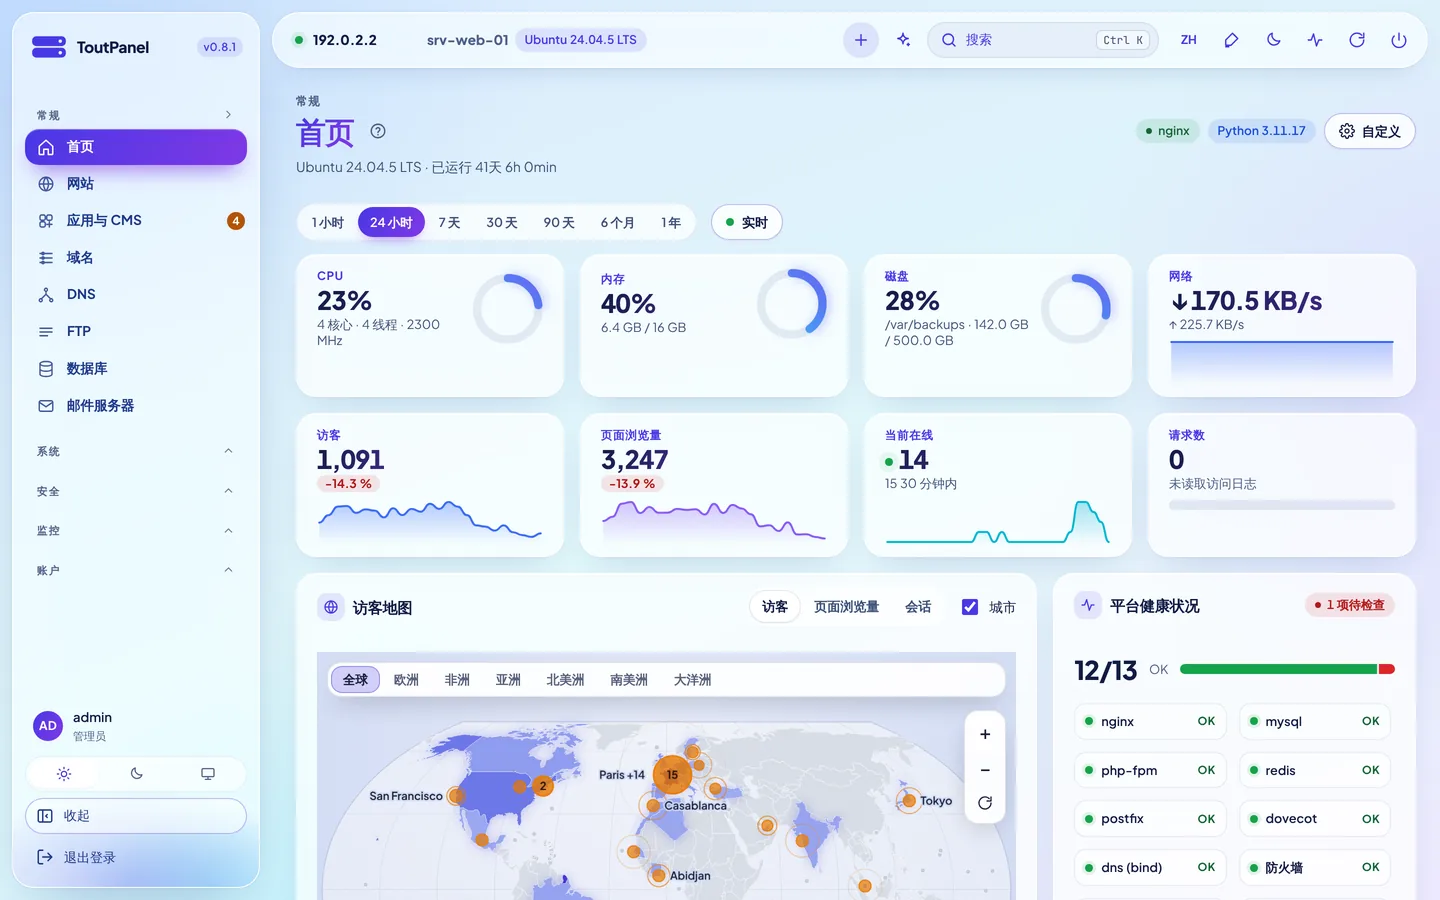 ToutPanel
v0.8.1
常规
首页
网站
应用与 CMS
4
域名
DNS
FTP
数据库
邮件服务器
系统
安全
监控
账户
AD
admin
管理员
收起
退出登录
192.0.2.2
srv-web-01
Ubuntu 24.04.5 LTS
搜索
Ctrl K
ZH
常规
首页
Ubuntu 24.04.5 LTS · 已运行 41天 6h 0min
nginx
Python 3.11.17
自定义
1 小时
24 小时
7 天
30 天
90 天
6 个月
1 年
实时
CPU
23%
4 核心 · 4 线程 · 2300
MHz
内存
40%
6.4 GB / 16 GB
磁盘
28%
/var/backups · 142.0 GB
/ 500.0 GB
网络
↓170.5 KB/s
↑ 225.7 KB/s
访客
1,091
-14.3 %
页面浏览量
3,247
-13.9 %
当前在线
14
15 30 分钟内
请求数
0
未读取访问日志
访客地图
访客
页面浏览量
会话
城市
全球
欧洲
非洲
亚洲
北美洲
南美洲
大洋洲
+
−
Paris +14
15
2
San Francisco
Casablanca
Tokyo
Abidjan
平台健康状况
1 项待检查
12/13
OK
nginx
OK
mysql
OK
php-fpm
OK
redis
OK
postfix
OK
dovecot
OK
dns (bind)
OK
防火墙
OK